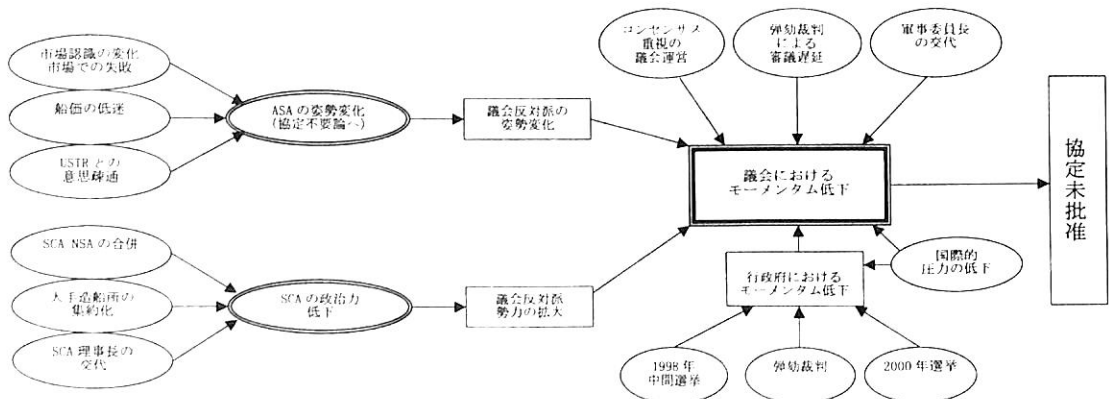 市場認識の変化
市場での失敗
船価の低迷
USTRとの
意思疎通
ASAの姿勢変化
(協定不要論へ)
議会反対派の
姿勢変化
SCA NSAの合併
大手造船所の
集約化
SCA理事長の
交代
SCAの政治力
低下
議会反対派
勢力の拡大
コンセンサス
重視の
議会運営
弾劾裁判
による
審議遅延
軍事委員長
の交代
議会における
モーメンタム低下
行政府における
モーメンタム低下
国際的
圧力の低下
1998年
中間選挙
弾劾裁判
2000年選挙
協定未批准